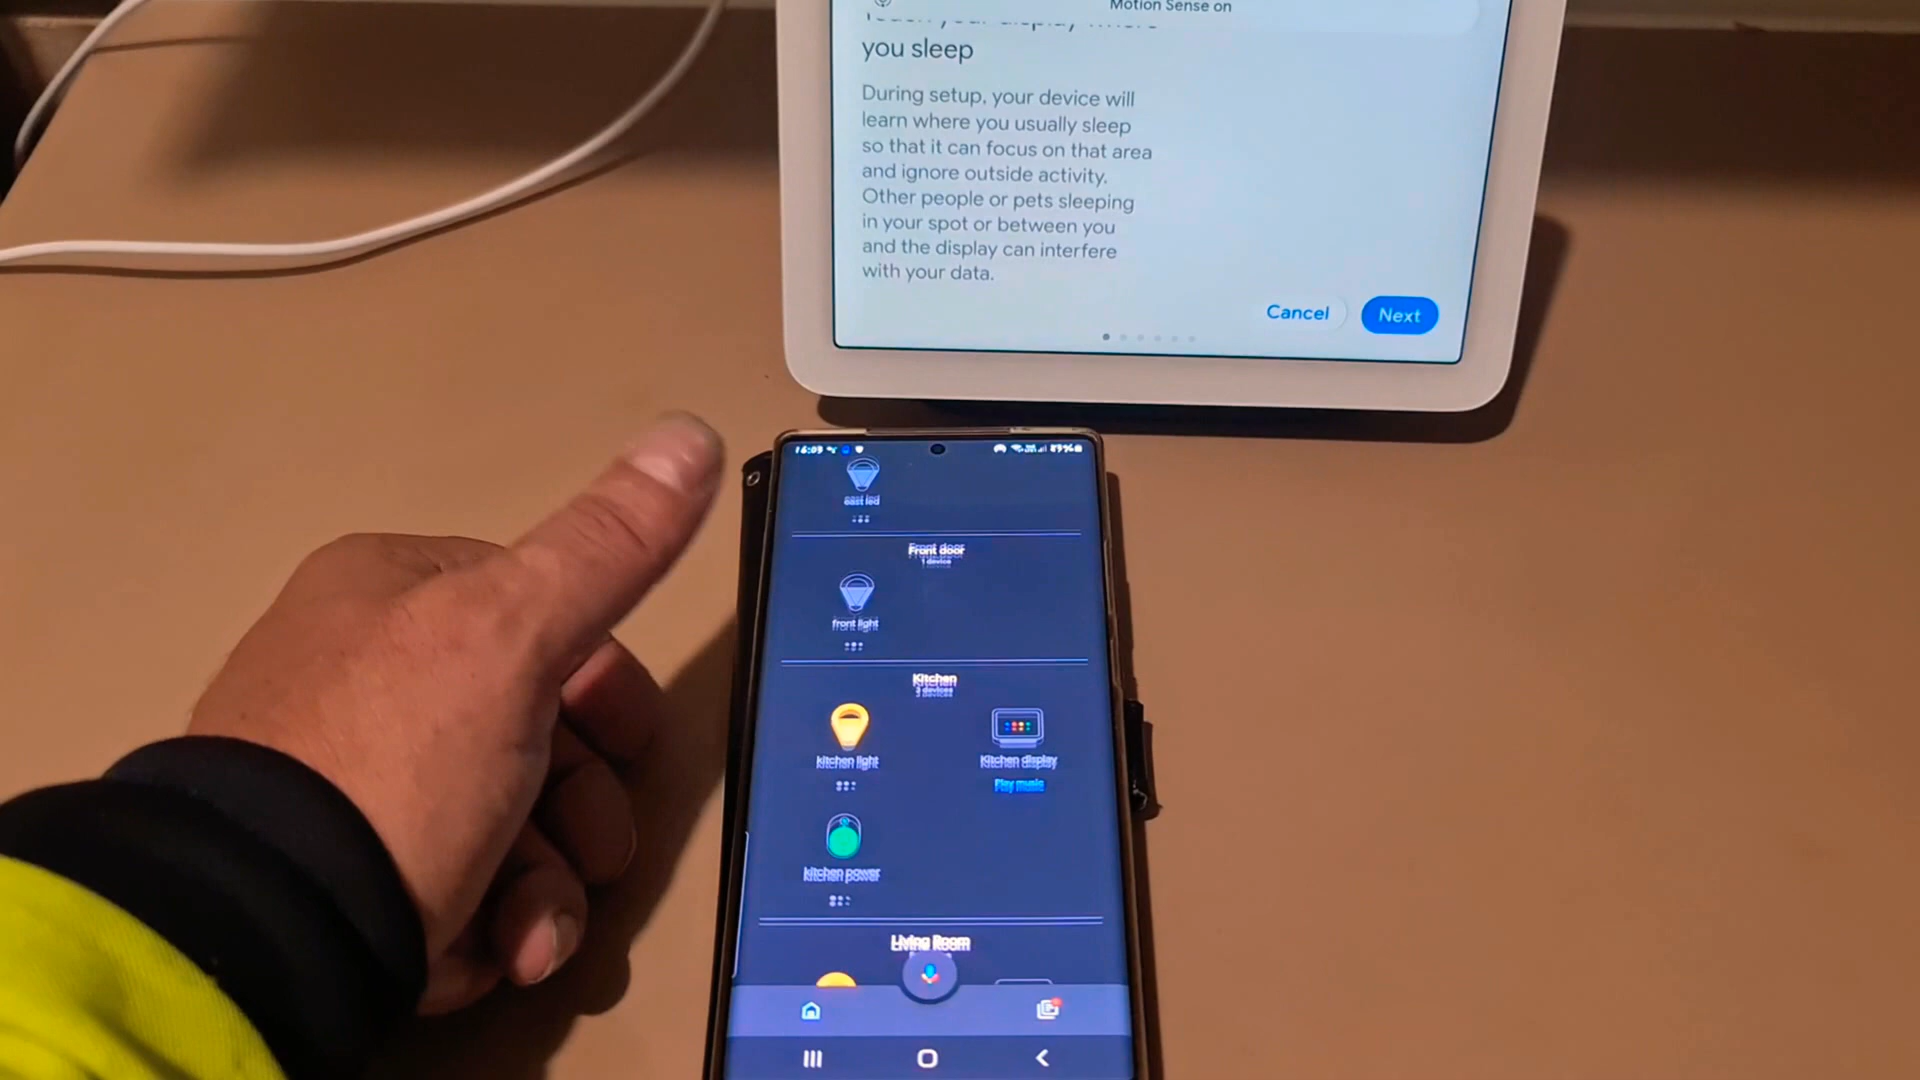 Motion Sense on
you sleep
During setup, your device will
learn where you usually sleep
so that it can focus on that area
and ignore outside activity.
Other people or pets sleeping
in your spot or between you
and the display can interfere
with your data.
Cancel
Next
16:03
east led
Front door
1 device
front light
Kitchen
3 devices
kitchen light
Kitchen display
Play music
kitchen power
Living Room